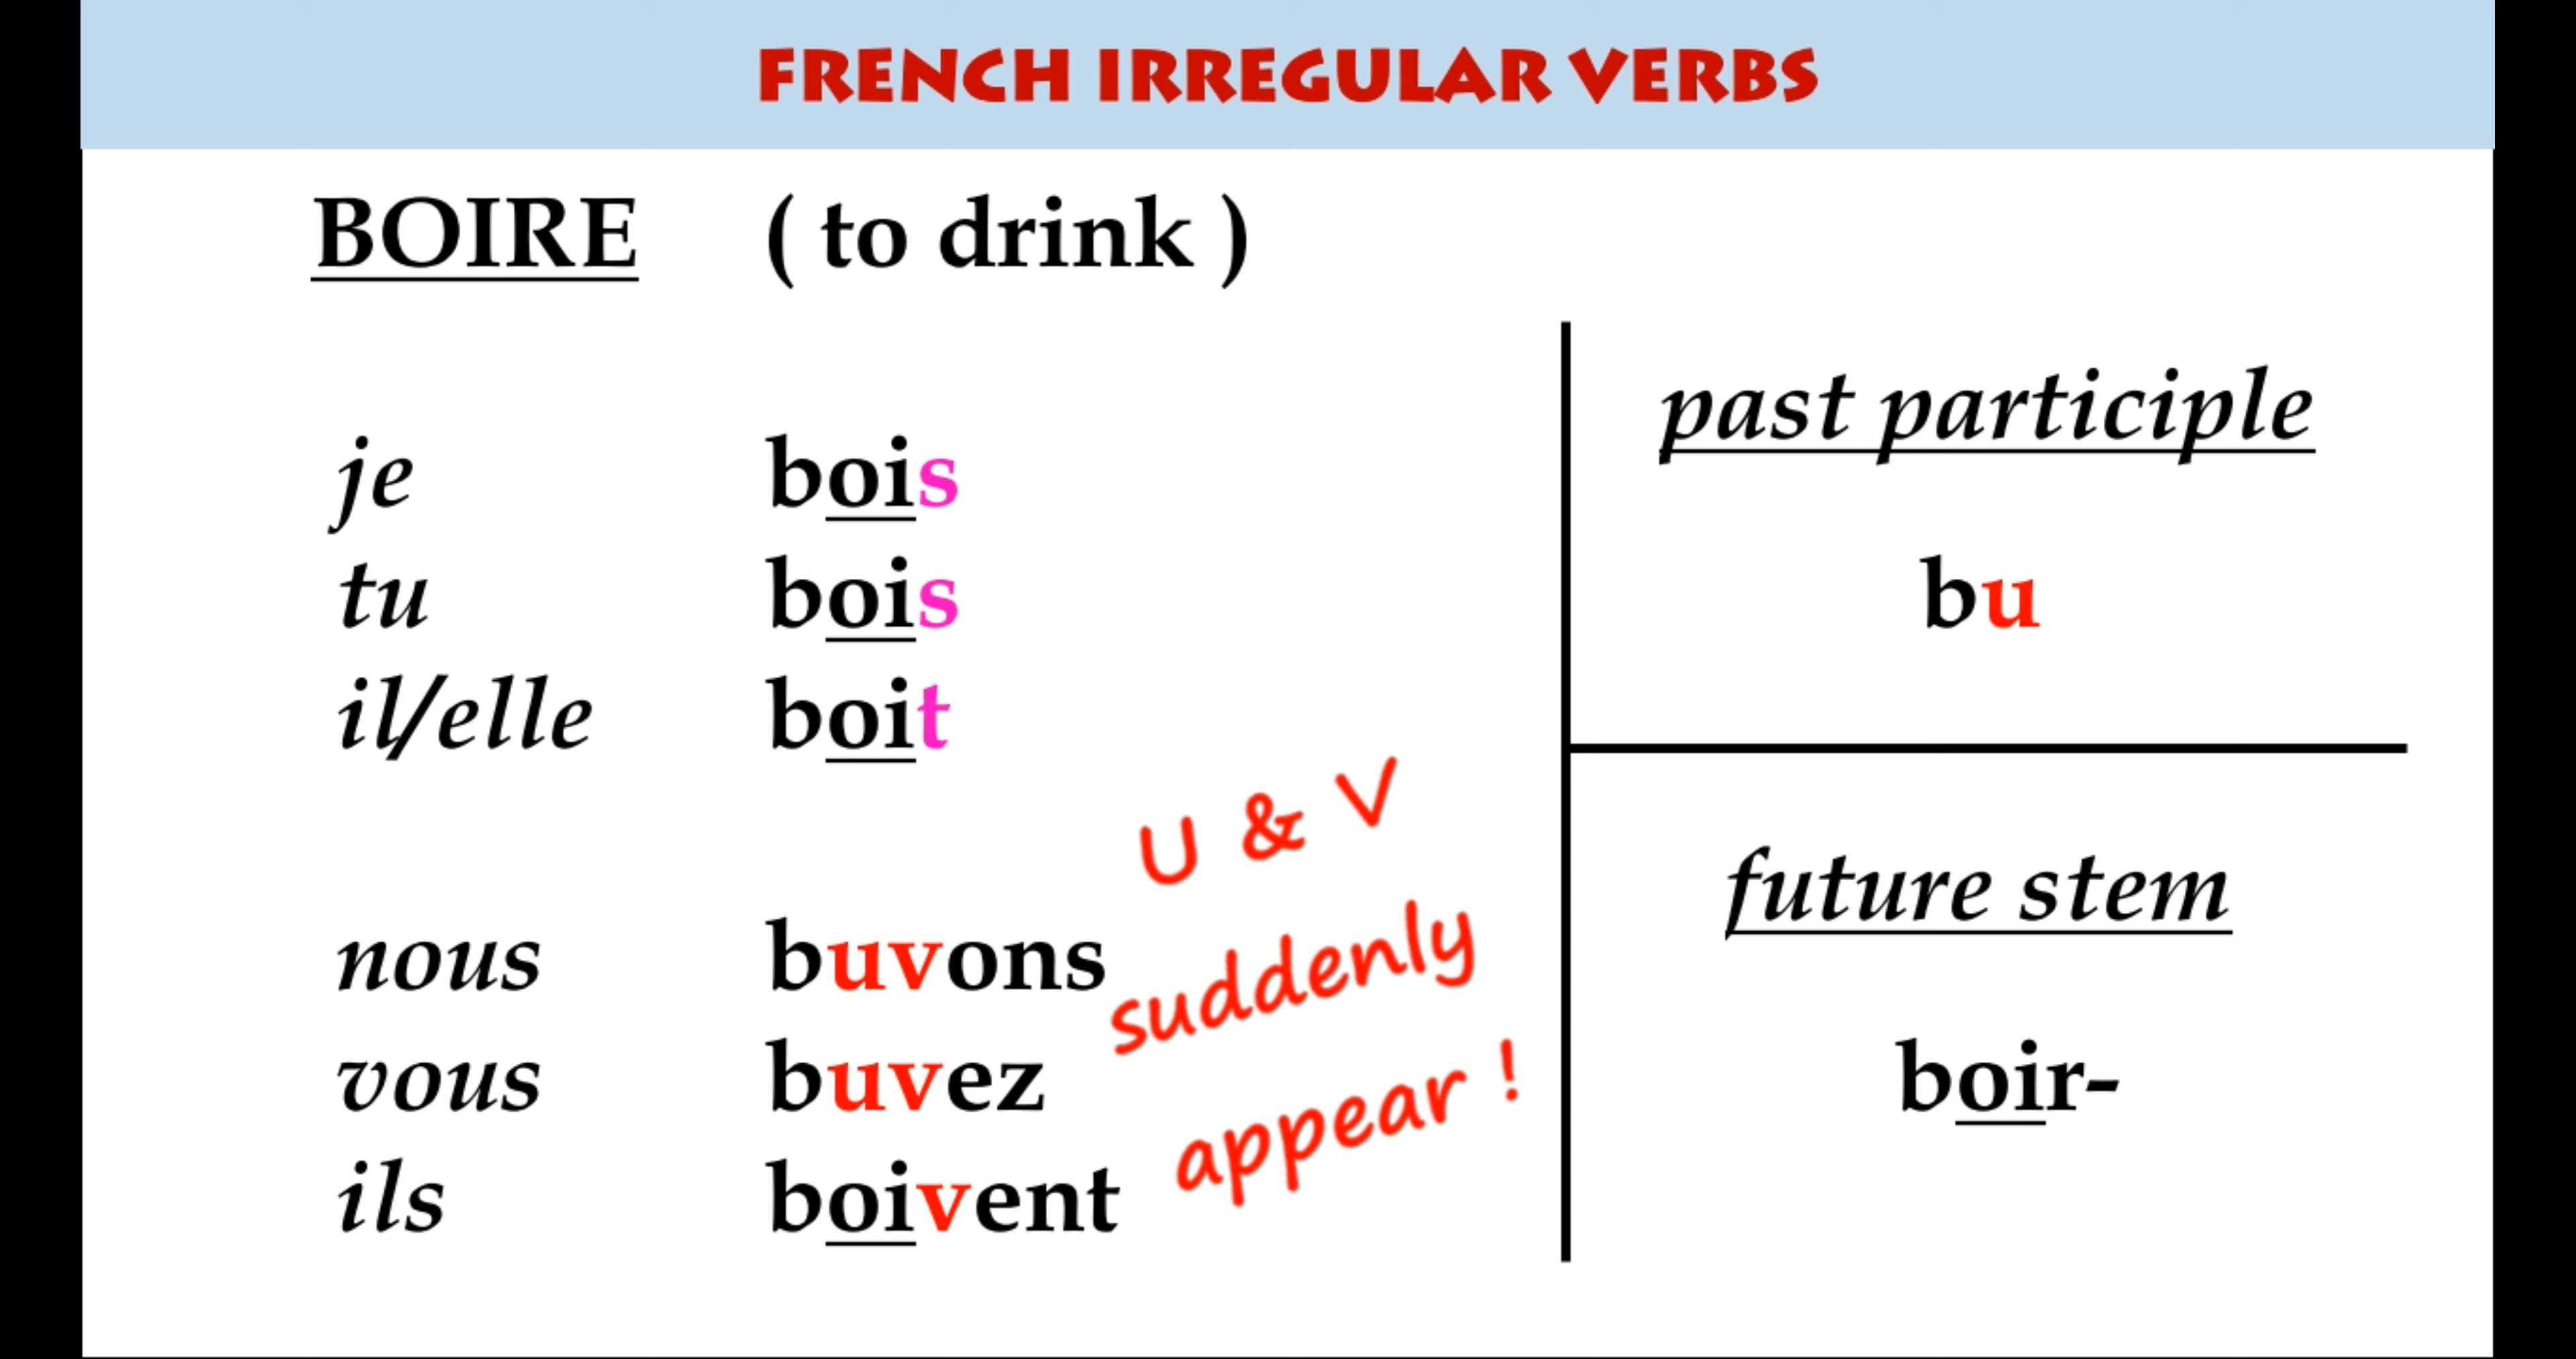 FRENCH IRREGULAR VERBS
BOIRE ( to drink )
je bois
tu bois
il/elle boit
nous buvons
vous buvez
ils boivent
U & V
suddenly
appear !
past participle
bu
future stem
boir-